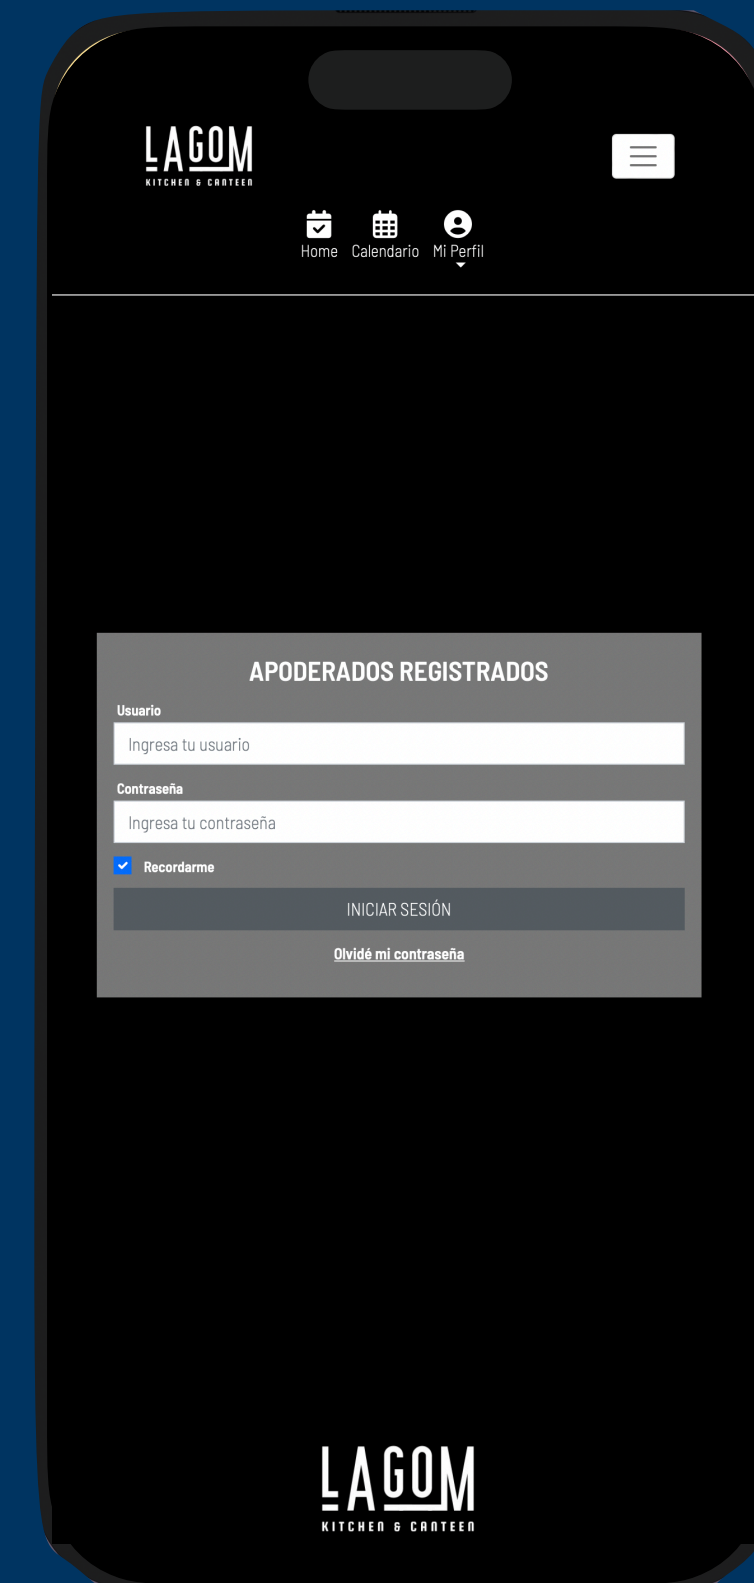 LAGOM
KITCHEN & CANTEEN
Home Calendario Mi Perfil
APODERADOS REGISTRADOS
Usuario
Ingresa tu usuario
Contraseña
Ingresa tu contraseña
Recordarme
INICIAR SESIÓN
Olvidé mi contraseña
LAGOM
KITCHEN & CANTEEN